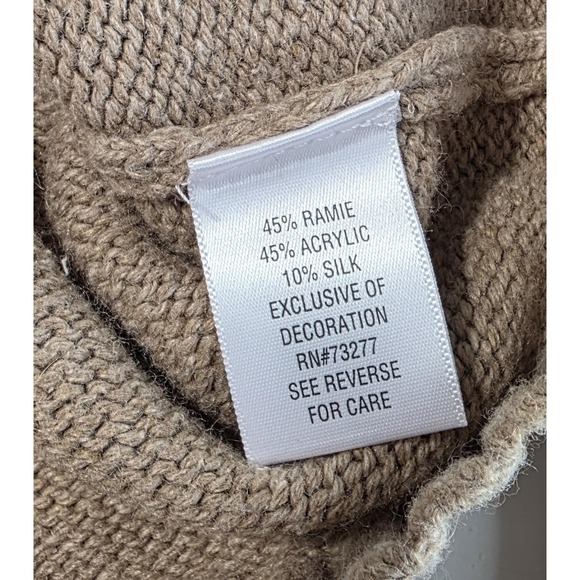 45% RAMIE
45% ACRYLIC
10% SILK
EXCLUSIVE OF
DECORATION
RN#73277
SEE REVERSE
FOR CARE